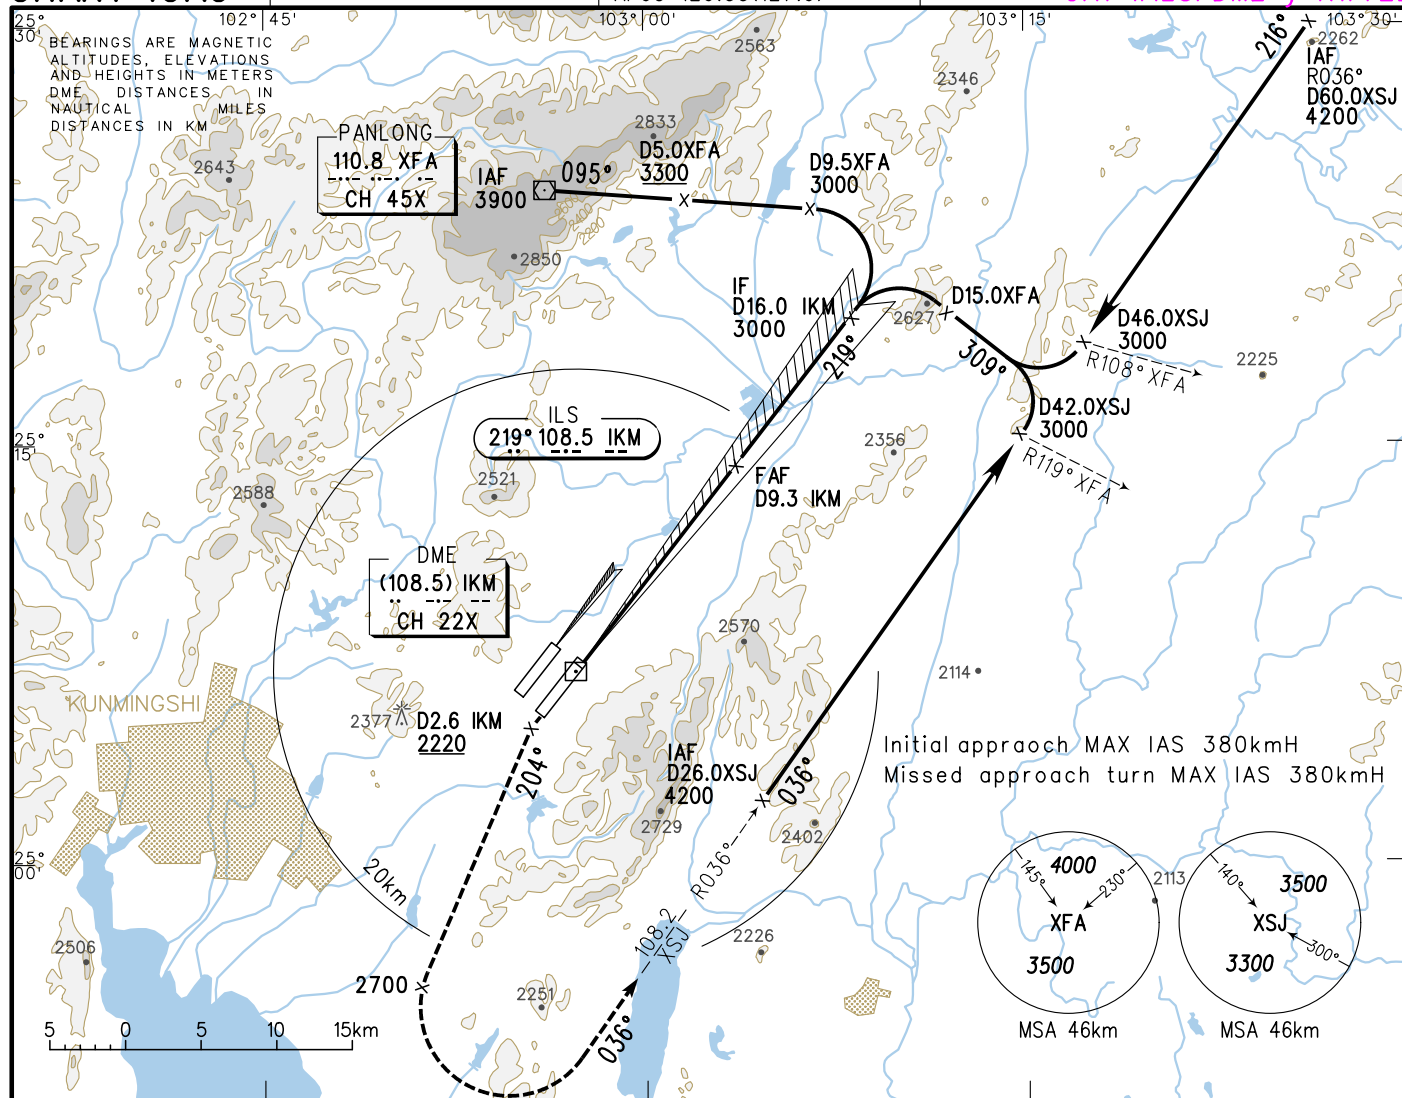 102°45'
103°00'
103°15'
103°30'
25°
30'
BEARINGS ARE MAGNETIC
ALTITUDES, ELEVATIONS
AND HEIGHTS IN METERS
DME DISTANCES IN
NAUTICAL MILES
DISTANCES IN KM
2563
2346
216°
2262
IAF
R036°
D60.0XSJ
4200
2643
PANLONG
110.8 XFA
CH 45X
IAF
3900
095°
2833
D5.0XFA
3300
D9.5XFA
3000
2600
2400
2200
2850
IF
D16.0 IKM
3000
219°
2627
D15.0XFA
309°
D46.0XSJ
3000
R108° XFA
2225
D42.0XSJ
3000
R119° XFA
25°
15'
ILS
219° 108.5 IKM
2521
2588
2356
FAF
D9.3 IKM
DME
(108.5) IKM
CH 22X
2570
2114
KUNMINGSHI
2377
D2.6 IKM
2220
204°
IAF
D26.0XSJ
4200
2729
036°
2402
Initial appraoch MAX IAS 380kmH
Missed approach turn MAX IAS 380kmH
25°
00'
20km
R036°
108.2
XSJ
2226
2506
2700
2251
036°
145°
4000
230°
XFA
3500
MSA 46km
2113
140°
3500
XSJ
300°
3300
MSA 46km
5 0 5 10 15km